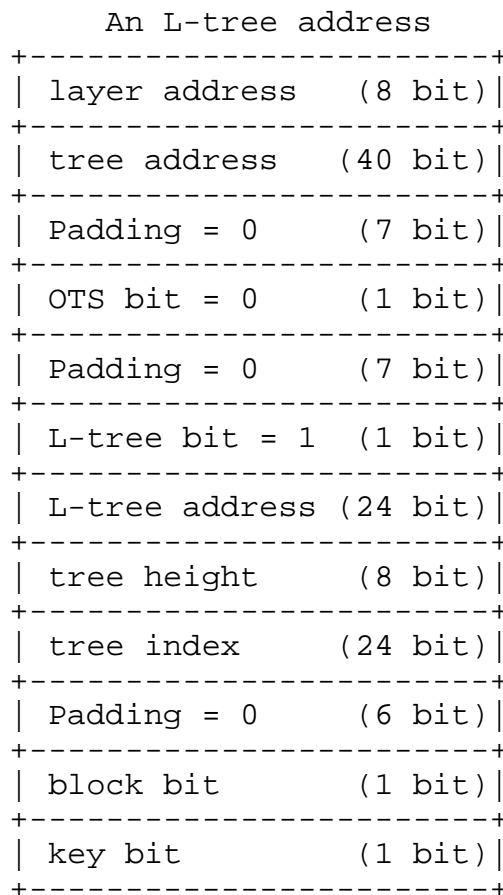 An L-tree address
+------------------------+
| layer address   (8 bit)|
+------------------------+
| tree address   (40 bit)|
+------------------------+
| Padding = 0     (7 bit)|
+------------------------+
| OTS bit = 0     (1 bit)|
+------------------------+
| Padding = 0     (7 bit)|
+------------------------+
| L-tree bit = 1  (1 bit)|
+------------------------+
| L-tree address (24 bit)|
+------------------------+
| tree height     (8 bit)|
+------------------------+
| tree index     (24 bit)|
+------------------------+
| Padding = 0     (6 bit)|
+------------------------+
| block bit       (1 bit)|
+------------------------+
| key bit         (1 bit)|
+------------------------+